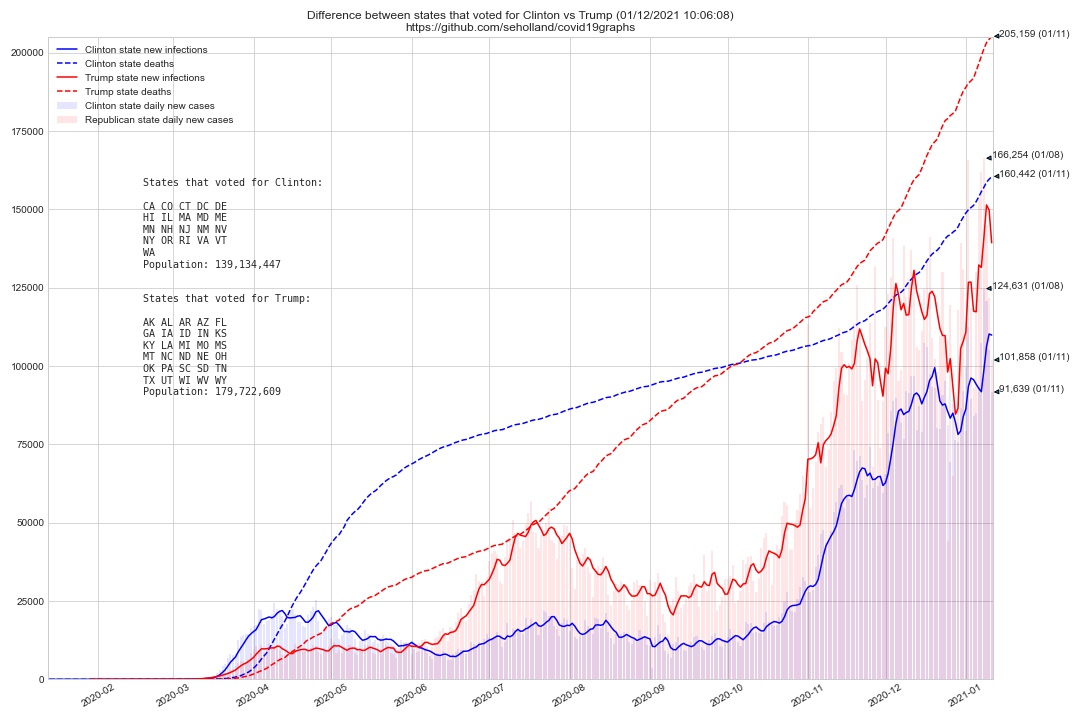 Difference between states that voted for Clinton vs Trump (01/12/2021 10:06:08)
https://github.com/seholland/covid19graphs
Clinton state new infections
Clinton state deaths
Trump state new infections
Trump state deaths
Clinton state daily new cases
Republican state daily new cases
States that voted for Clinton:
CA CO CT DC DE
HI IL MA MD ME
MN NH NJ NM NV
NY OR RI VA VT
WA
Population: 139,134,447
States that voted for Trump:
AK AL AR AZ FL
GA IA ID IN KS
KY LA MI MO MS
MT NC ND NE OH
OK PA SC SD TN
TX UT WI WV WY
Population: 179,722,609
205,159 (01/11)
166,254 (01/08)
160,442 (01/11)
124,631 (01/08)
101,858 (01/11)
91,639 (01/11)
200000
175000
150000
125000
100000
75000
50000
25000
0
2020-02
2020-03
2020-04
2020-05
2020-06
2020-07
2020-08
2020-09
2020-10
2020-11
2020-12
2021-01